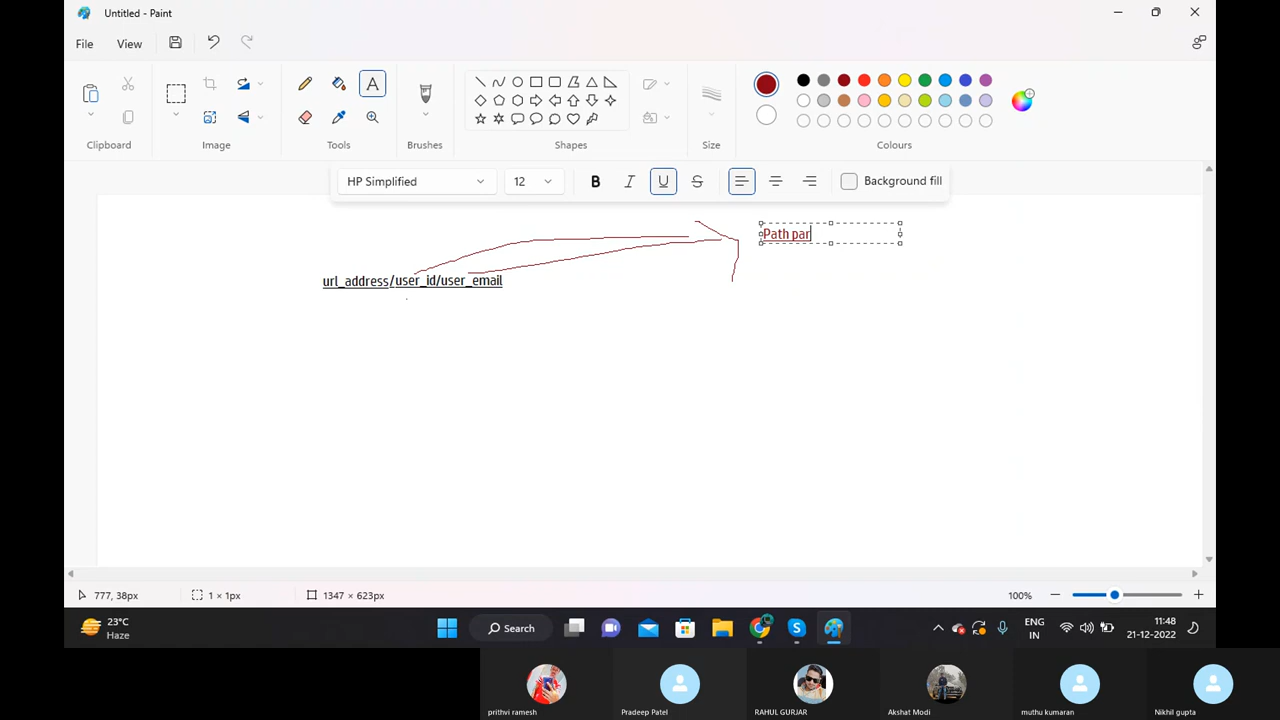 Untitled - Paint
File
View
Clipboard
Image
Tools
Brushes
Shapes
Size
Colours
HP Simplified
12
B
I
U
S
Background fill
Path par
url_address/user_id/user_email
777, 38px
1 × 1px
1347 × 623px
100%
23°C
Haze
Search
ENG
IN
11:48
21-12-2022
prithvi ramesh
Pradeep Patel
RAHUL GURJAR
Akshat Modi
muthu kumaran
Nikhil gupta